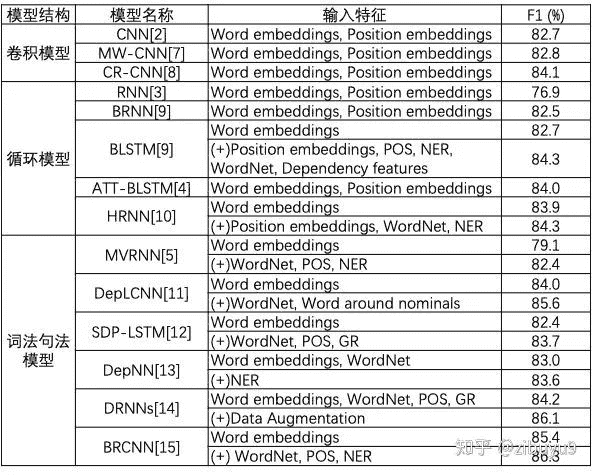 模型结构 模型名称 输入特征 F1 (%)
卷积模型
CNN[2] Word embeddings, Position embeddings 82.7
MW-CNN[7] Word embeddings, Position embeddings 82.8
CR-CNN[8] Word embeddings, Position embeddings 84.1
循环模型
RNN[3] Word embeddings, Position embeddings 76.9
BRNN[9] Word embeddings, Position embeddings 82.5
BLSTM[9]
Word embeddings 82.7
(+)Position embeddings, POS, NER,
WordNet, Dependency features 84.3
ATT-BLSTM[4] Word embeddings, Position embeddings 84.0
HRNN[10]
Word embeddings 83.9
(+)Position embeddings, WordNet, NER 84.3
词法句法
模型
MVRNN[5]
Word embeddings 79.1
(+)WordNet, POS, NER 82.4
DepLCNN[11]
Word embeddings 84.0
(+)WordNet, Word around nominals 85.6
SDP-LSTM[12]
Word embeddings 82.4
(+)WordNet, POS, GR 83.7
DepNN[13]
Word embeddings, WordNet 83.0
(+)NER 83.6
DRNNs[14]
Word embeddings, WordNet, POS, GR 84.2
(+)Data Augmentation 86.1
BRCNN[15]
Word embeddings 85.4
(+) WordNet, POS, NER 86.3
知乎 @zibuyu9